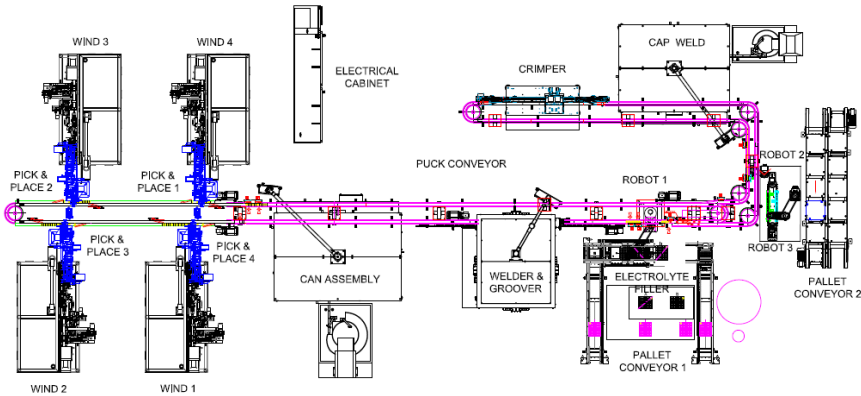 WIND 3
WIND 4
ELECTRICAL
CABINET
CRIMPER
CAP WELD
PICK &
PLACE 2
PICK &
PLACE 1
PUCK CONVEYOR
ROBOT 1
ROBOT 2
PICK &
PLACE 3
PICK &
PLACE 4
ROBOT 3
CAN ASSEMBLY
WELDER &
GROOVER
ELECTROLYTE
FILLER
PALLET
CONVEYOR 2
PALLET
CONVEYOR 1
WIND 2
WIND 1